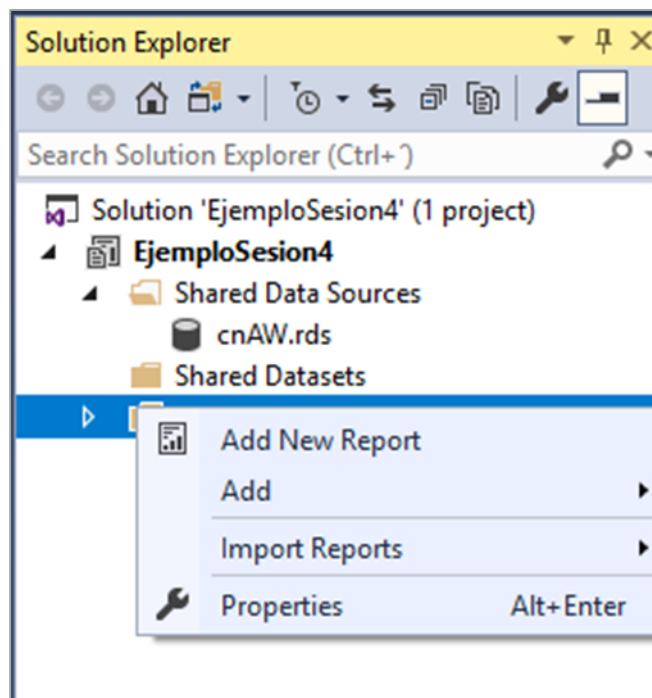 Solution Explorer
Search Solution Explorer (Ctrl+´)
Solution 'EjemploSesion4' (1 project)
EjemploSesion4
Shared Data Sources
cnAW.rds
Shared Datasets
Add New Report
Add
Import Reports
Properties Alt+Enter